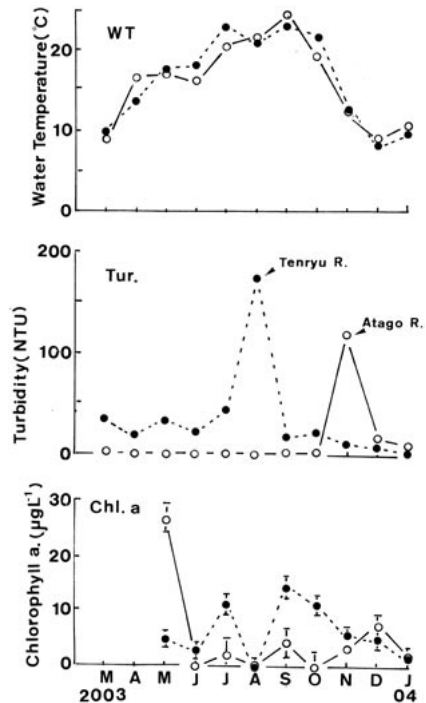 Water Temperature(°C)
WT
20
10
0
Turbidity(NTU)
Tur.
Tenryu R.
Atago R.
200
100
0
Chlorophyll a.(µgL-1)
Chl.a
30
20
10
0
M A M J J A S O N D J
2003 04